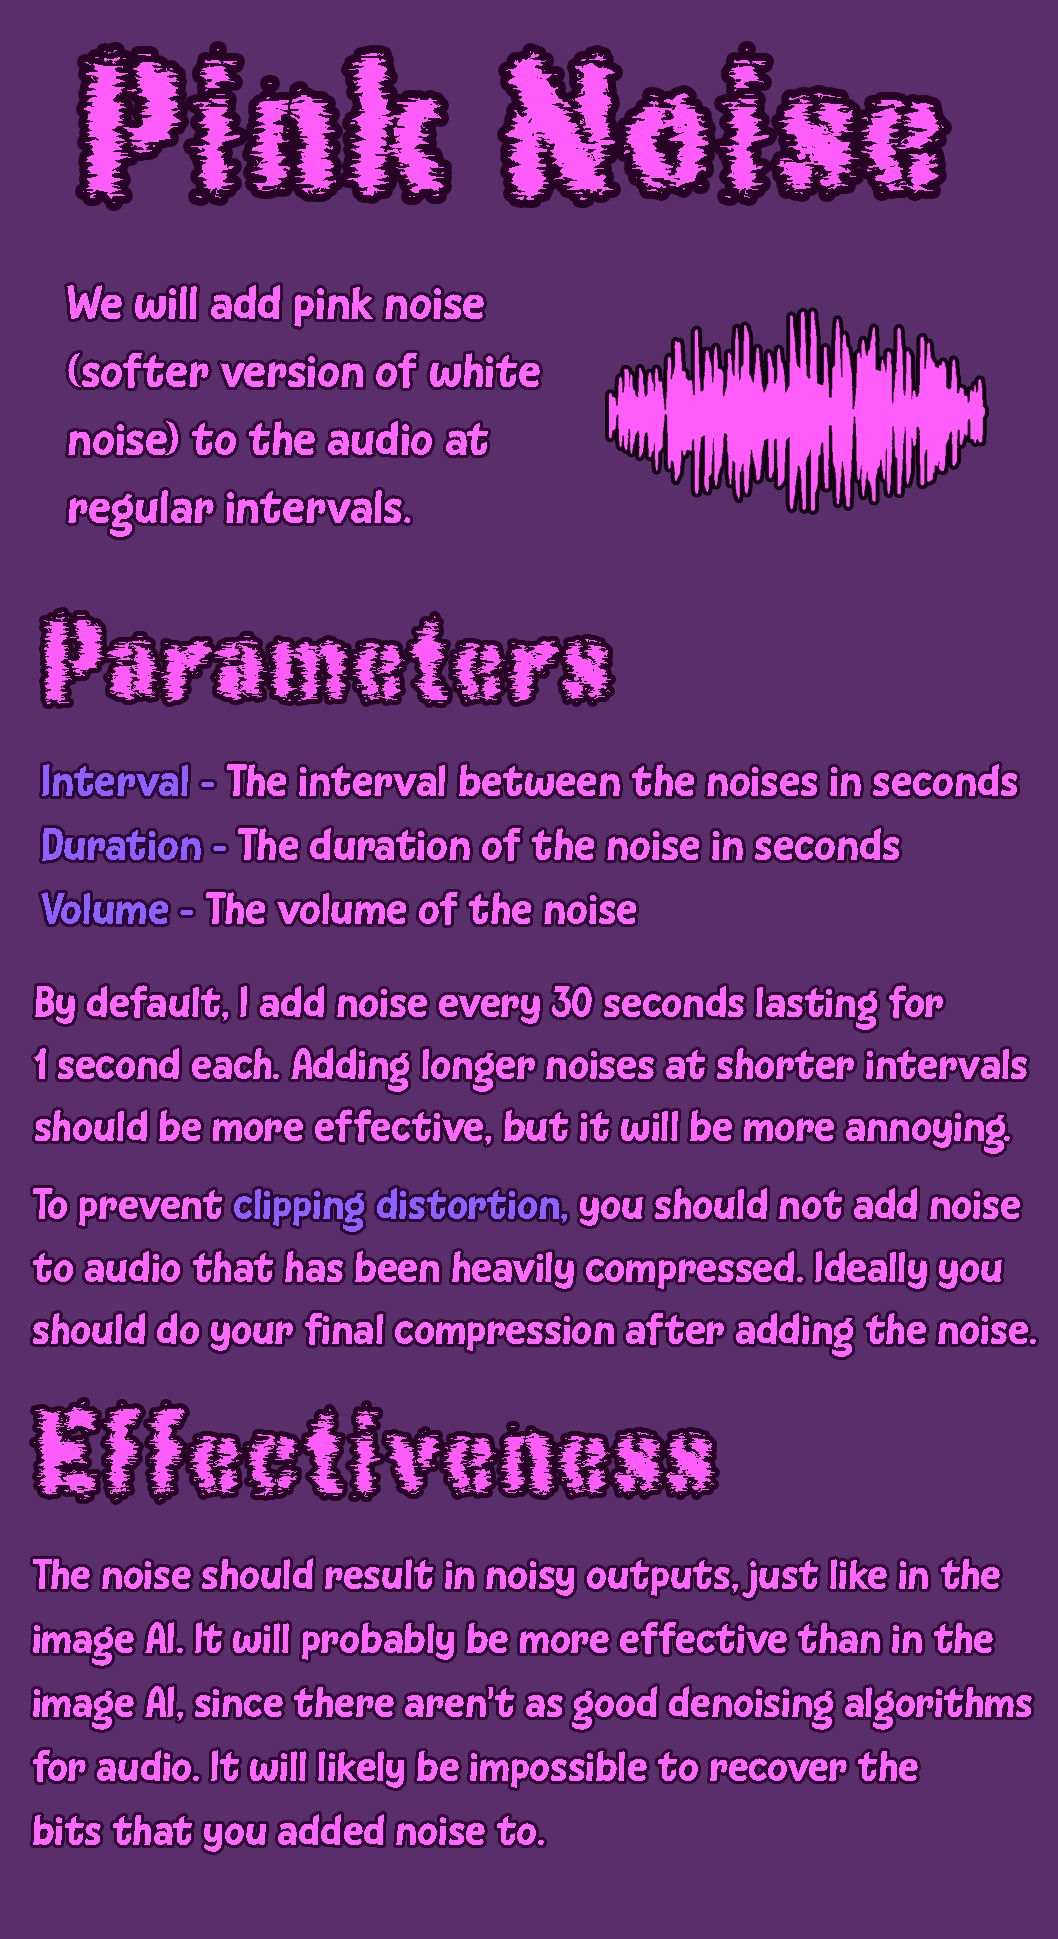 Pink Noise
We will add pink noise
(softer version of white
noise) to the audio at
regular intervals.
Parameters
Interval - The interval between the noises in seconds
Duration - The duration of the noise in seconds
Volume - The volume of the noise
By default, I add noise every 30 seconds lasting for
1 second each. Adding longer noises at shorter intervals
should be more effective, but it will be more annoying.
To prevent clipping distortion, you should not add noise
to audio that has been heavily compressed. Ideally you
should do your final compression after adding the noise.
Effectiveness
The noise should result in noisy outputs, just like in the
image AI. It will probably be more effective than in the
image AI, since there aren't as good denoising algorithms
for audio. It will likely be impossible to recover the
bits that you added noise to.